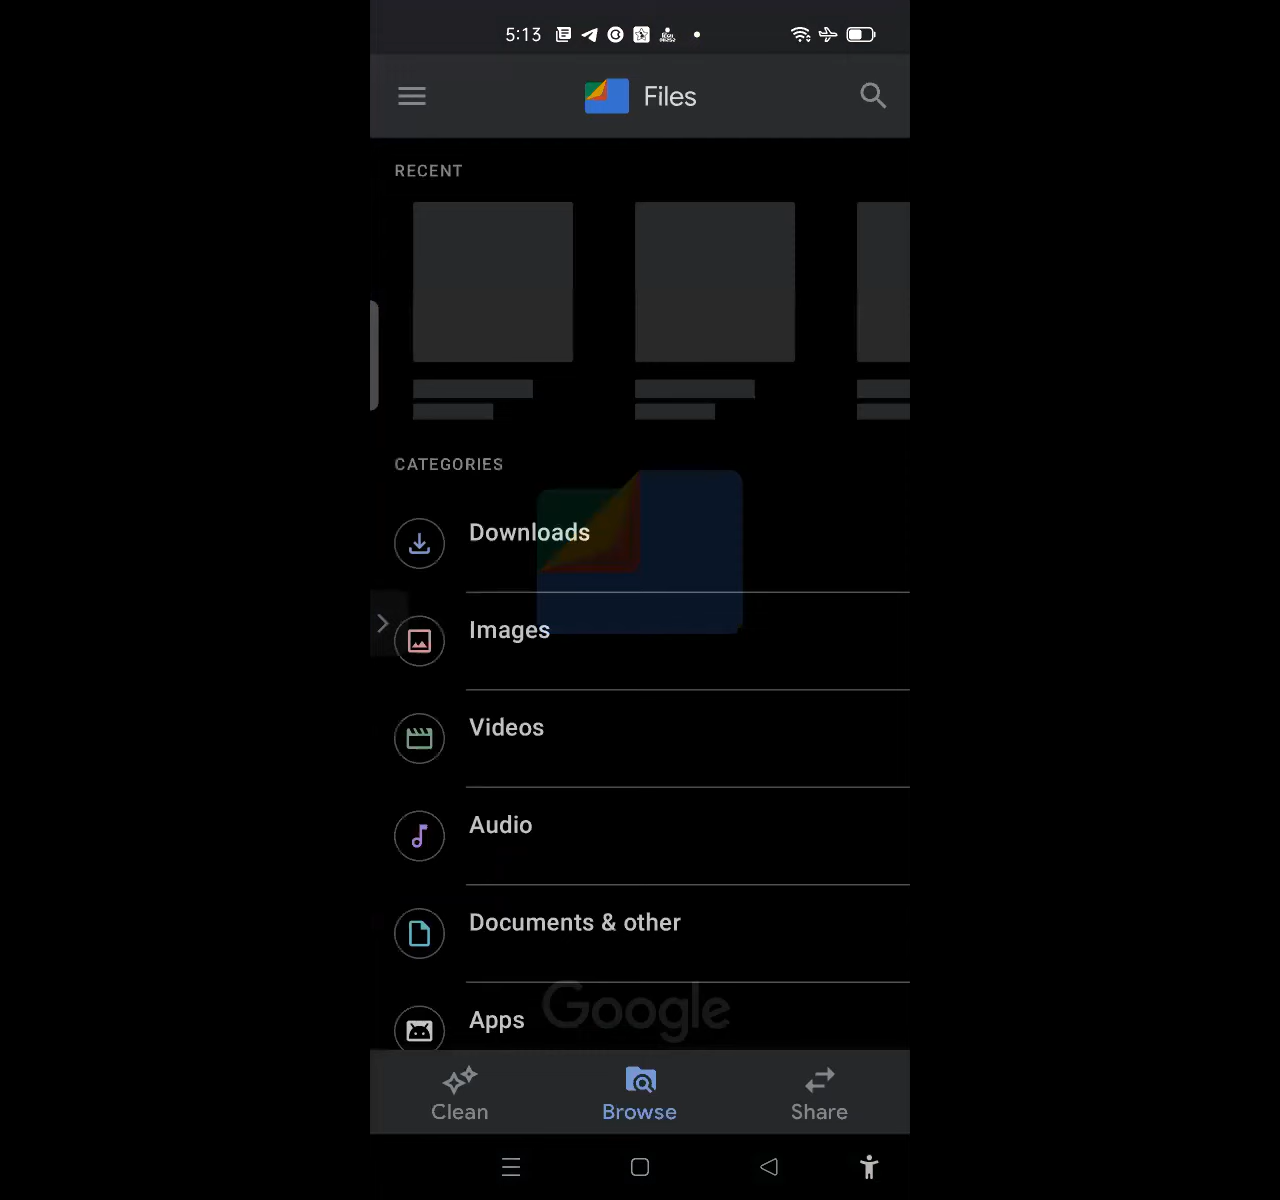 5:13
Files
RECENT
CATEGORIES
Downloads
Images
Videos
Audio
Documents & other
Google
Apps
Clean
Browse
Share